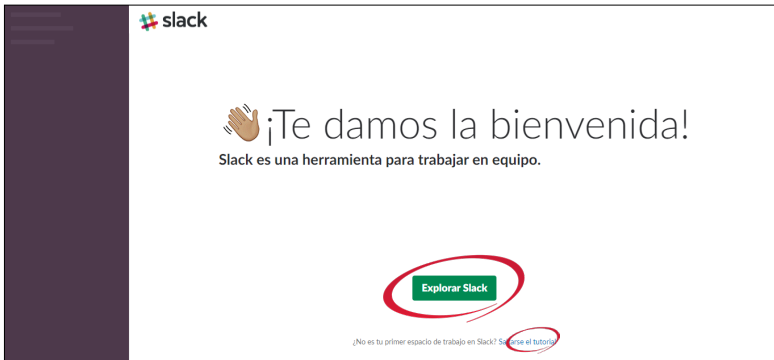 slack
¡Te damos la bienvenida!
Slack es una herramienta para trabajar en equipo.
Explorar Slack
¿No es tu primer espacio de trabajo en Slack? Saltarse el tutorial